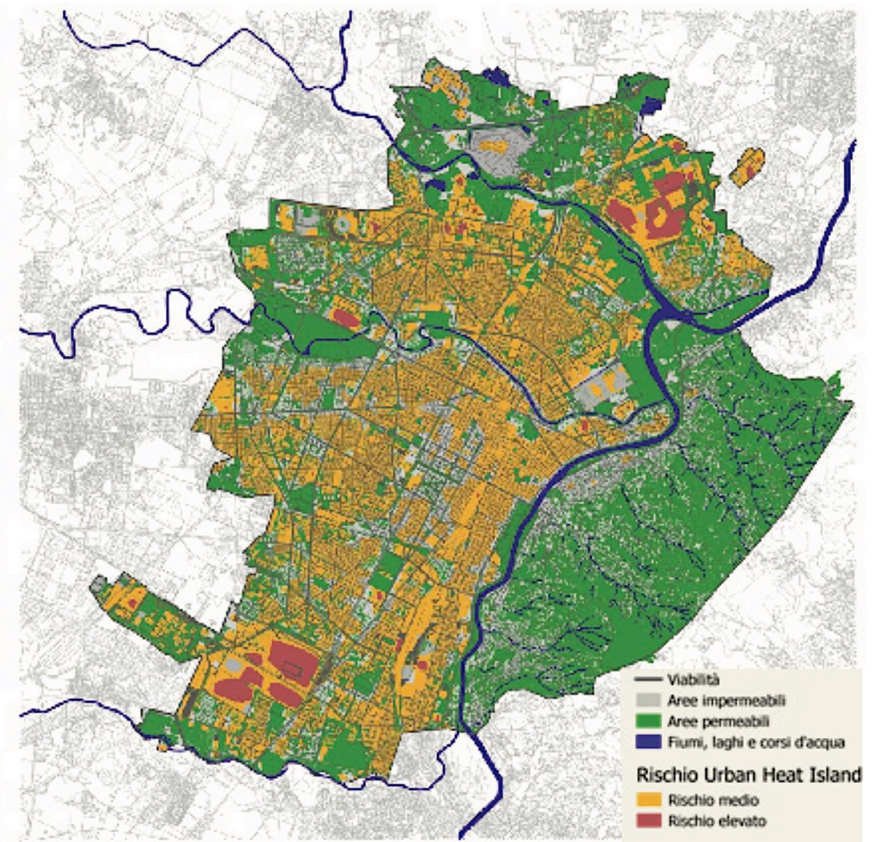 Viabilità
Aree impermeabili
Aree permeabili
Fiumi, laghi e corsi d'acqua
Rischio Urban Heat Island
Rischio medio
Rischio elevato